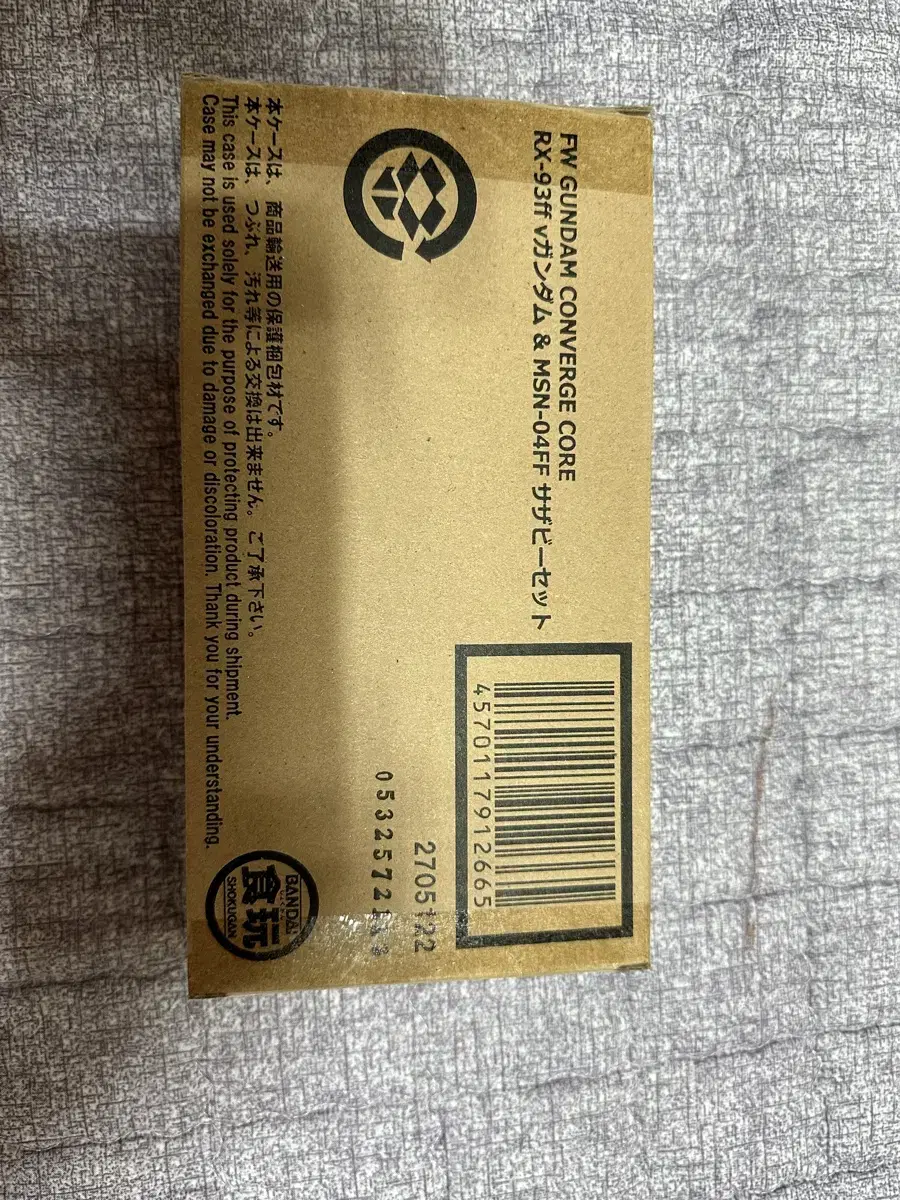 FW GUNDAM CONVERGE CORE
RX-93ff νガンダム & MSN-04FF サザビーセット
4570117912665
2705122
05325721
本ケースは、商品輸送用の保護梱包材です。
本ケースは、つぶれ、汚れ等による交換は出来ません。ご了承下さい。
This case is used solely for the purpose of protecting product during shipment.
Case may not be exchanged due to damage or discoloration. Thank you for your understanding.
BANDAI
食玩
SHOKUGAN